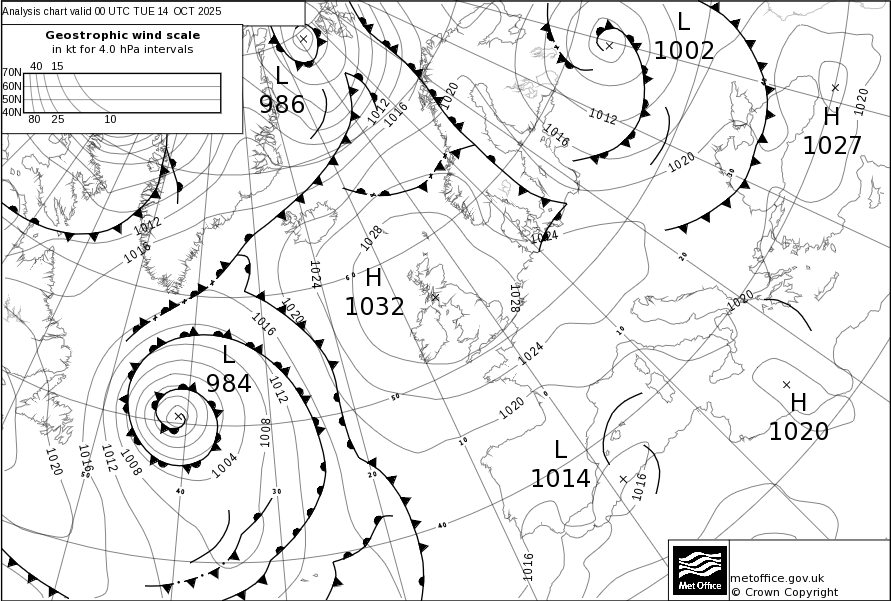 Analysis chart valid 00 UTC TUE 14 OCT 2025
Geostrophic wind scale
in kt for 4.0 hPa intervals
40 15
70N
60N
50N
40N
80 25 10
L
986
L
1002
H
1027
H
1032
L
984
L
1014
H
1020
1012
1016
1020
1012
1016
1020
1020
1012
1016
1028
1024
1024
1028
1020
1016
1020
1024
1020
1012
1008
1004
1020
1016
1012
1008
1016
1016
60
50
50
40
30
20
10
0
10
20
30
40
Met Office
metoffice.gov.uk
© Crown Copyright